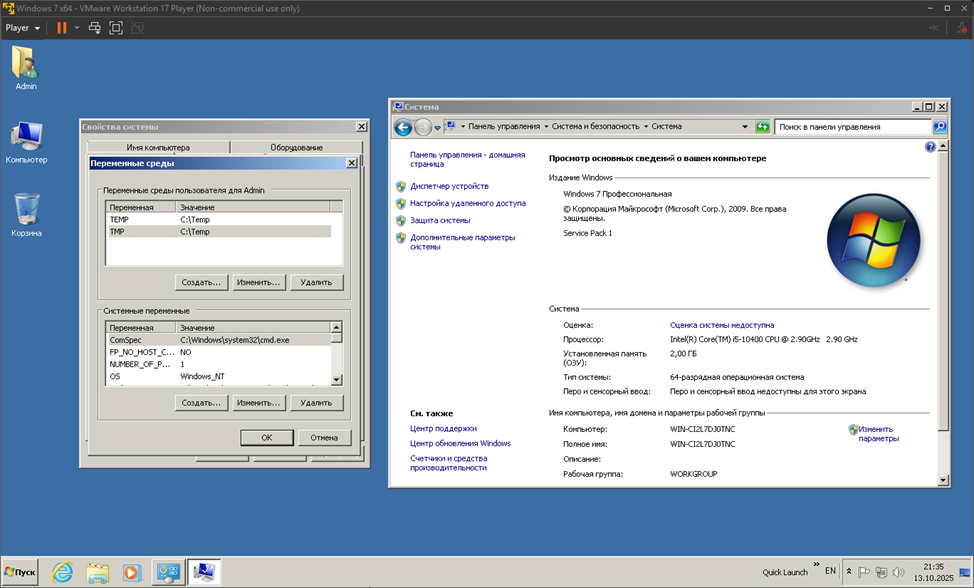 Windows 7 x64 - VMware Workstation 17 Player (Non-commercial use only)
Player
Admin
Компьютер
Корзина
Свойства системы
Имя компьютера
Оборудование
Переменные среды
Переменные среды пользователя для Admin
Переменная Значение
TEMP C:\Temp
TMP C:\Temp
Создать... Изменить... Удалить
Системные переменные
Переменная Значение
ComSpec C:\Windows\system32\cmd.exe
FP_NO_HOST_C... NO
NUMBER_OF_P... 1
OS Windows_NT
Создать... Изменить... Удалить
OK Отмена
Система
Панель управления Система и безопасность Система
Поиск в панели управления
Панель управления - домашняя
страница
Диспетчер устройств
Настройка удаленного доступа
Защита системы
Дополнительные параметры
системы
См. также
Центр поддержки
Центр обновления Windows
Счетчики и средства
производительности
Просмотр основных сведений о вашем компьютере
Издание Windows
Windows 7 Профессиональная
© Корпорация Майкрософт (Microsoft Corp.), 2009. Все права
защищены.
Service Pack 1
Система
Оценка: Оценка системы недоступна
Процессор: Intel(R) Core(TM) i5-10400 CPU @ 2.90GHz 2.90 GHz
Установленная память
(ОЗУ): 2,00 ГБ
Тип системы: 64-разрядная операционная система
Перо и сенсорный ввод: Перо и сенсорный ввод недоступны для этого экрана
Имя компьютера, имя домена и параметры рабочей группы
Компьютер: WIN-CI2L7DJ0TNC
Изменить
параметры
Полное имя: WIN-CI2L7DJ0TNC
Описание:
Рабочая группа: WORKGROUP
Пуск
Quick Launch
EN
21:35
13.10.2025